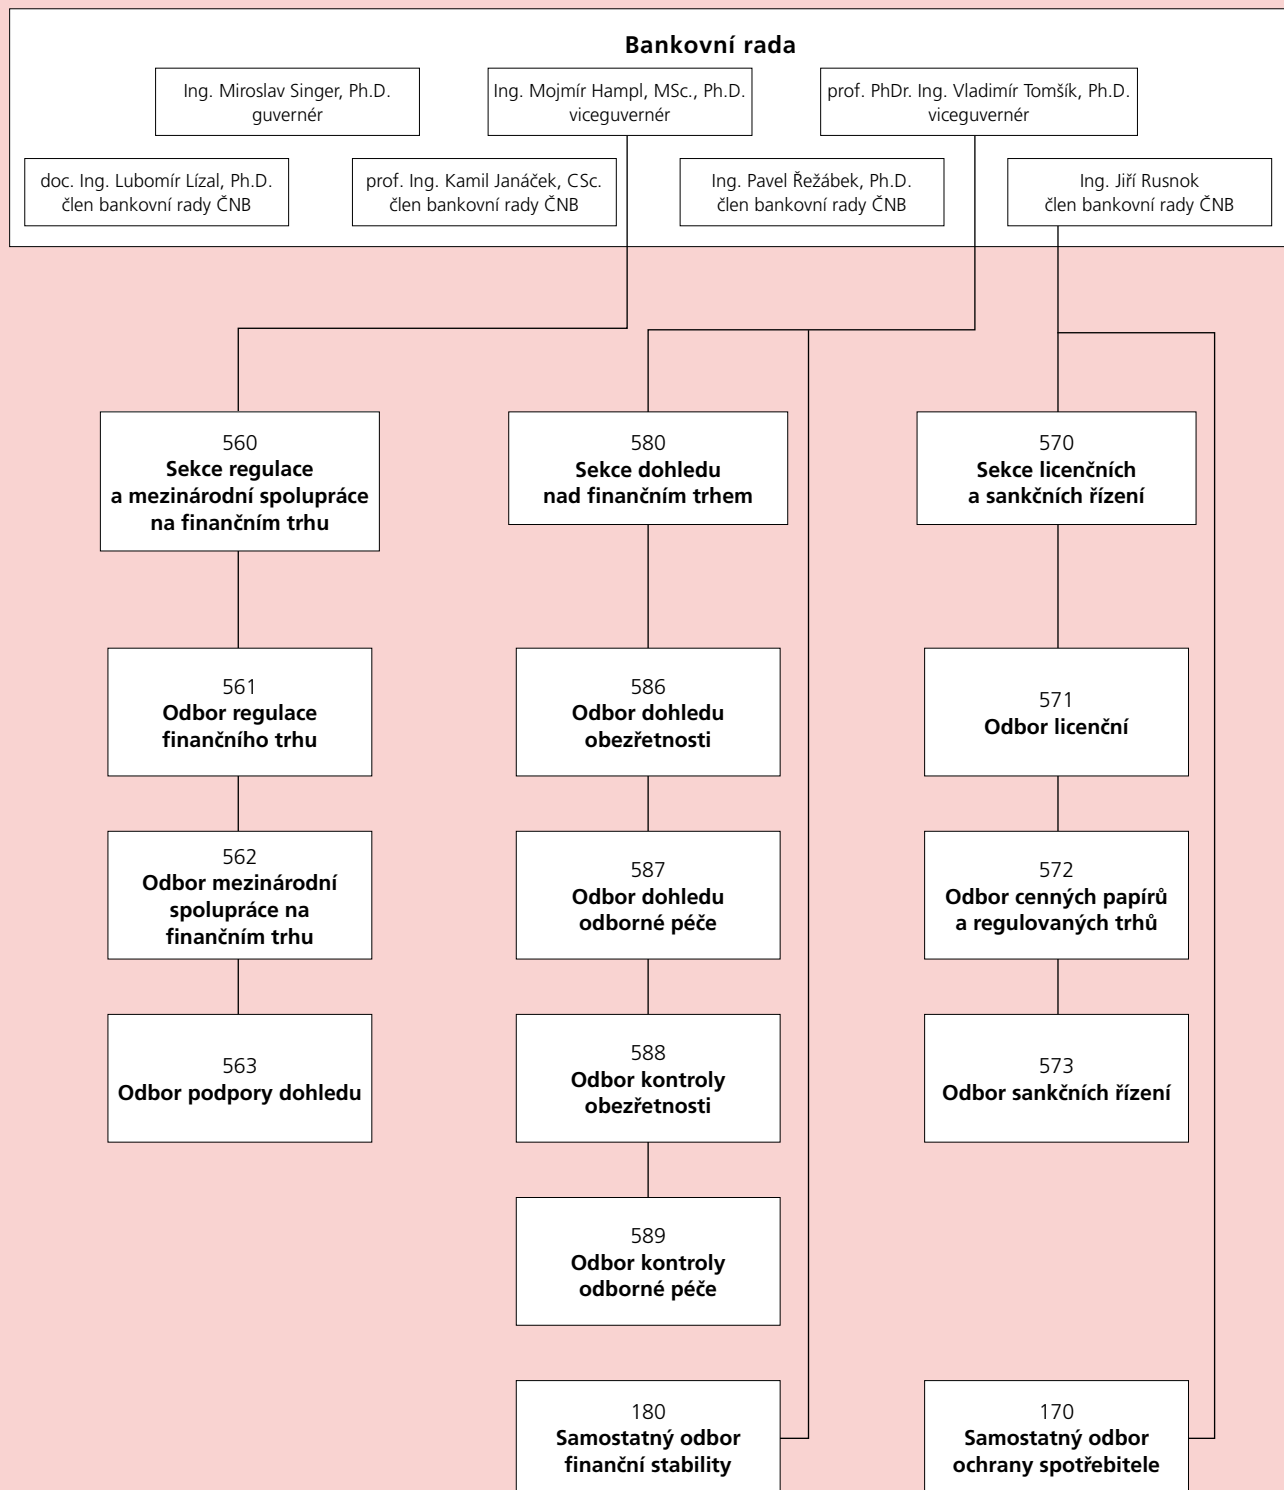 Bankovní rada
Ing. Miroslav Singer, Ph.D.
guvernér
Ing. Mojmír Hampl, MSc., Ph.D.
viceguvernér
prof. PhDr. Ing. Vladimír Tomšík, Ph.D.
viceguvernér
doc. Ing. Lubomír Lízal, Ph.D.
člen bankovní rady ČNB
prof. Ing. Kamil Janáček, CSc.
člen bankovní rady ČNB
Ing. Pavel Řežábek, Ph.D.
člen bankovní rady ČNB
Ing. Jiří Rusnok
člen bankovní rady ČNB
560
Sekce regulace
a mezinárodní spolupráce
na finančním trhu
580
Sekce dohledu
nad finančním trhem
570
Sekce licenčních
a sankčních řízení
561
Odbor regulace
finančního trhu
586
Odbor dohledu
obezřetnosti
571
Odbor licenční
562
Odbor mezinárodní
spolupráce na
finančním trhu
587
Odbor dohledu
odborné péče
572
Odbor cenných papírů
a regulovaných trhů
563
Odbor podpory dohledu
588
Odbor kontroly
obezřetnosti
573
Odbor sankčních řízení
589
Odbor kontroly
odborné péče
180
Samostatný odbor
finanční stability
170
Samostatný odbor
ochrany spotřebitele